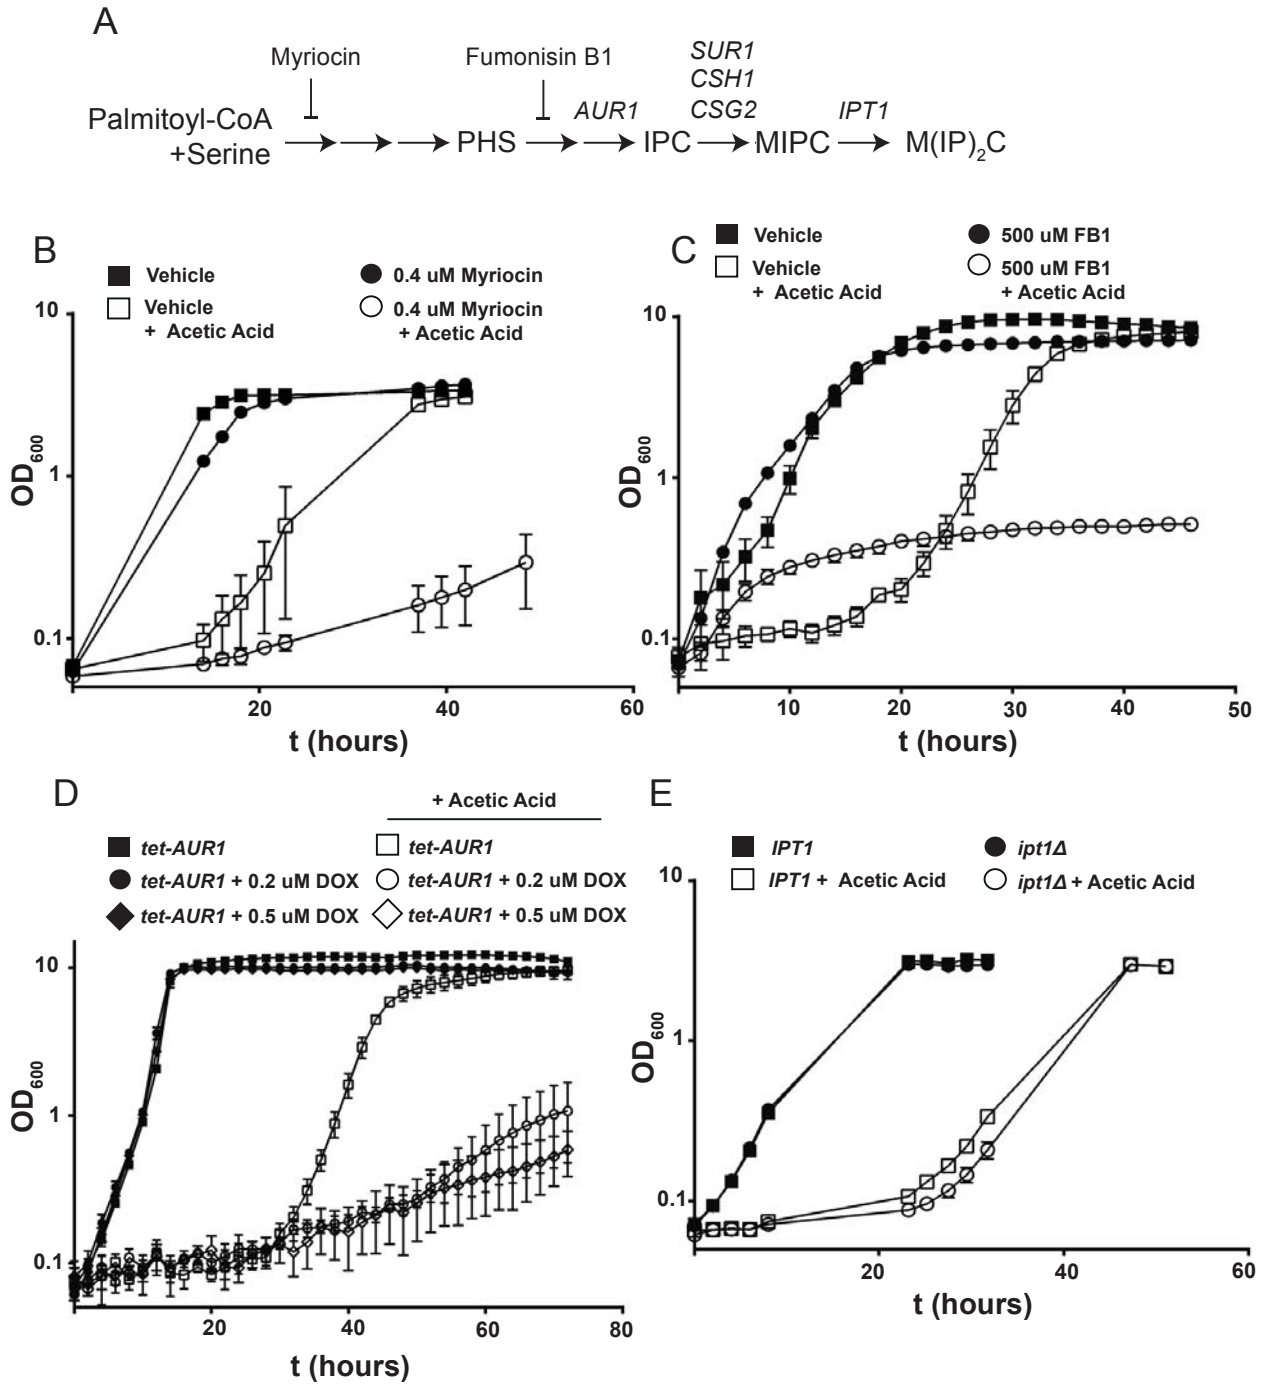 A
Myriocin
Fumonisin B1
SUR1
CSH1
CSG2
AUR1
IPT1
Palmitoyl-CoA
+Serine
PHS
IPC
MIPC
M(IP)2C
B
Vehicle
0.4 uM Myriocin
Vehicle
+ Acetic Acid
0.4 uM Myriocin
+ Acetic Acid
OD600
10
1
0.1
20
40
60
t (hours)
C
Vehicle
500 uM FB1
Vehicle
+ Acetic Acid
500 uM FB1
+ Acetic Acid
OD600
10
1
0.1
10
20
30
40
50
t (hours)
D
+ Acetic Acid
tet-AUR1
tet-AUR1
tet-AUR1 + 0.2 uM DOX
tet-AUR1 + 0.2 uM DOX
tet-AUR1 + 0.5 uM DOX
tet-AUR1 + 0.5 uM DOX
OD600
10
1
0.1
20
40
60
80
t (hours)
E
IPT1
ipt1Δ
IPT1 + Acetic Acid
ipt1Δ + Acetic Acid
OD600
10
1
0.1
20
40
60
t (hours)